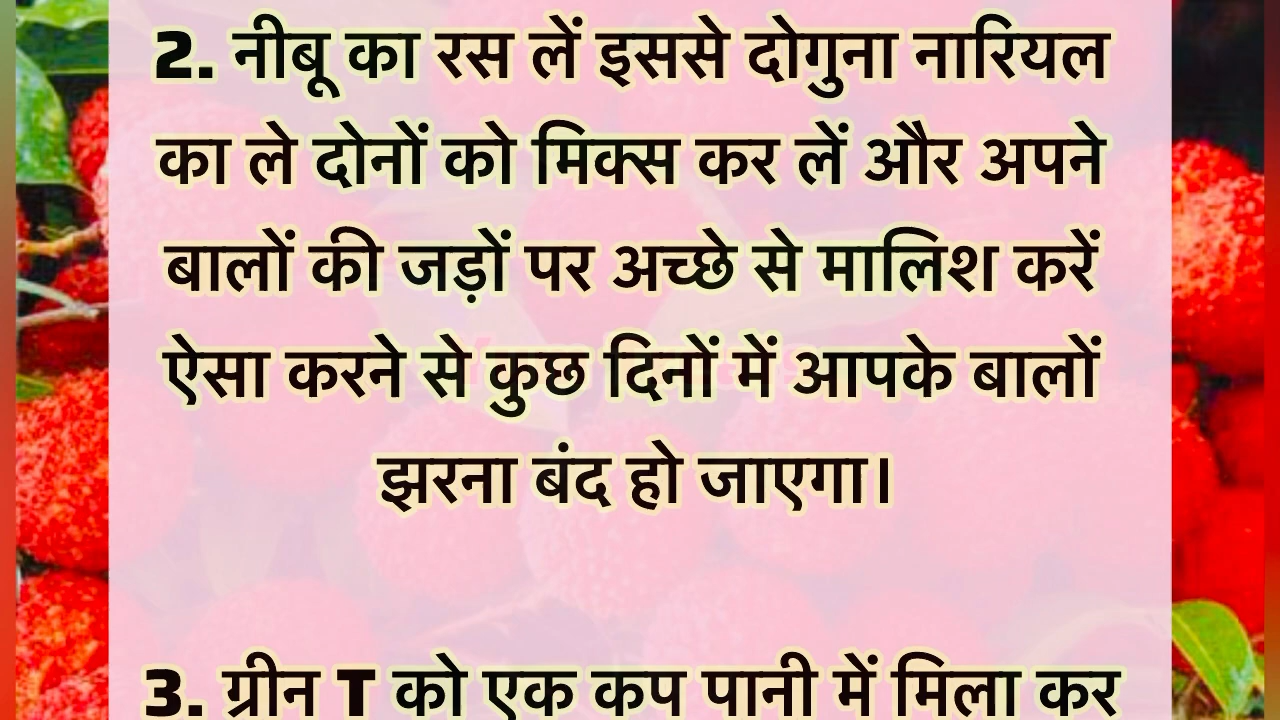 2. नीबू का रस लें इससे दोगुना नारियल
का ले दोनों को मिक्स कर लें और अपने
बालों की जड़ों पर अच्छे से मालिश करें
ऐसा करने से कुछ दिनों में आपके बालों
झरना बंद हो जाएगा।
3. ग्रीन T को एक कप पानी में मिला कर